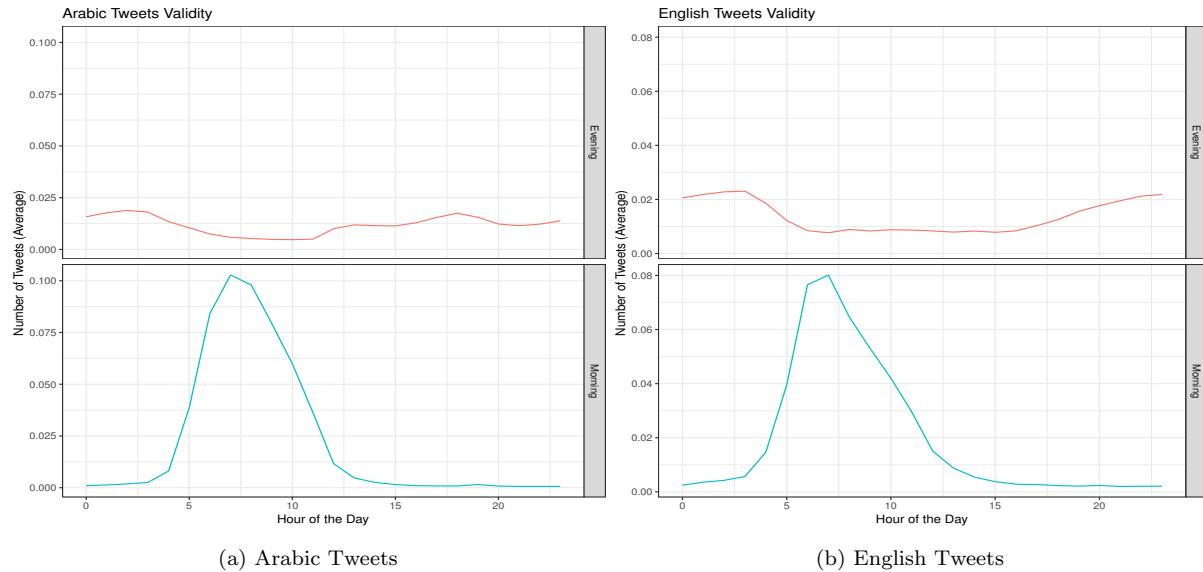 Arabic Tweets Validity
0.100
0.075
0.050
0.025
0.000
Evening
0.100
0.075
0.050
0.025
0.000
Morning
0
5
10
15
20
Hour of the Day
Number of Tweets (Average)
(a) Arabic Tweets
English Tweets Validity
0.08
0.06
0.04
0.02
0.00
Evening
0.08
0.06
0.04
0.02
0.00
Morning
0
5
10
15
20
Hour of the Day
Number of Tweets (Average)
(b) English Tweets